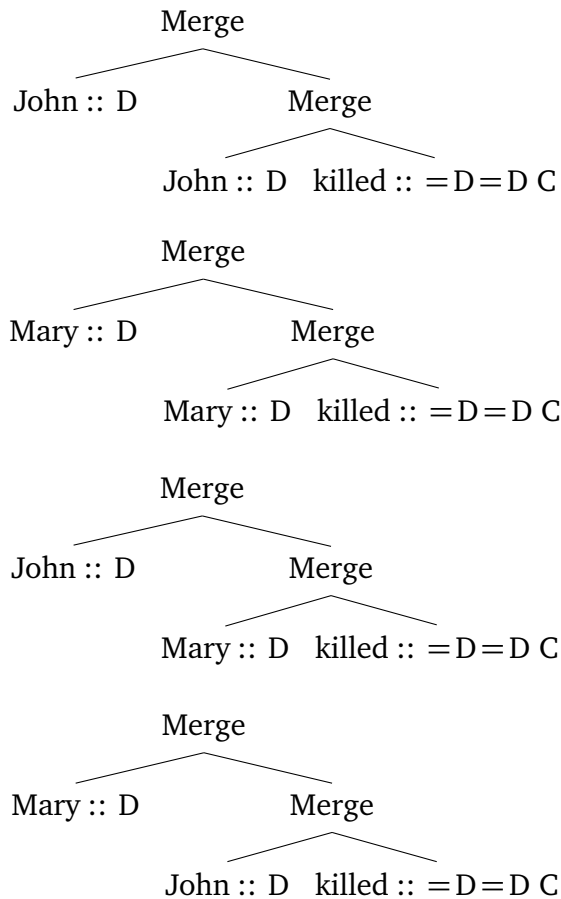 Merge
John :: D Merge
John :: D killed :: =D=D C
Merge
Mary :: D Merge
Mary :: D killed :: =D=D C
Merge
John :: D Merge
Mary :: D killed :: =D=D C
Merge
Mary :: D Merge
John :: D killed :: =D=D C